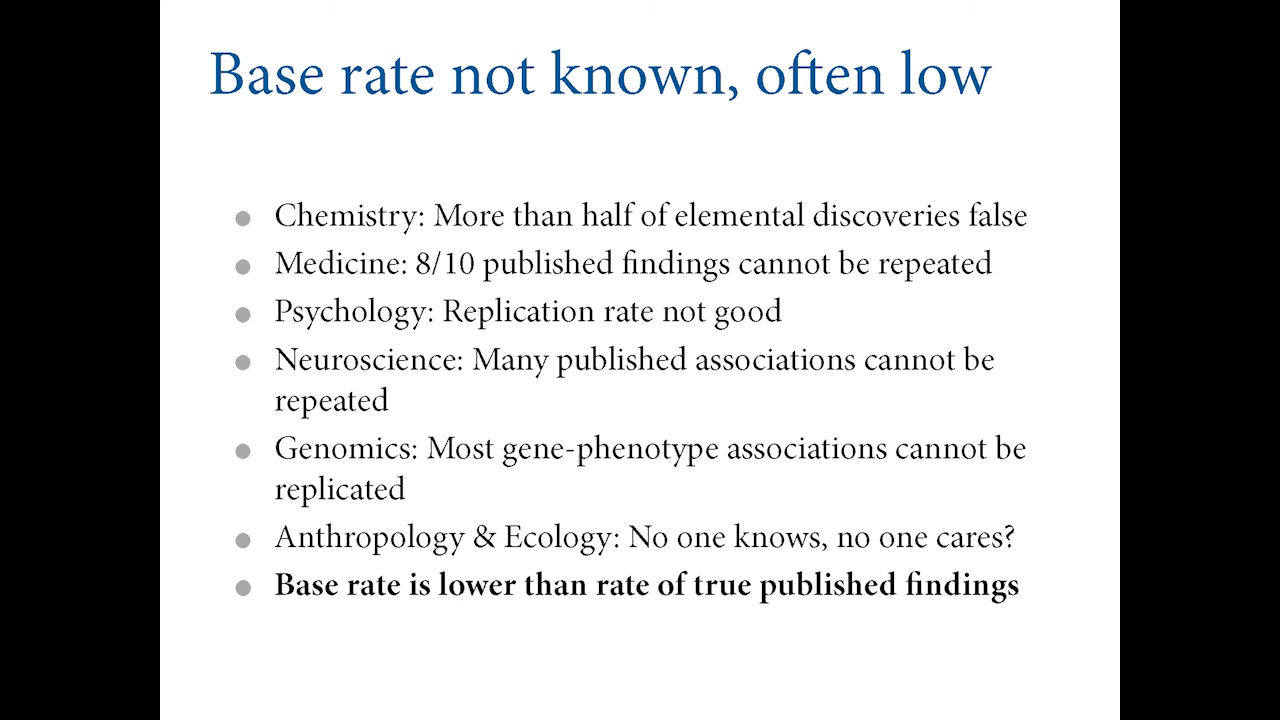 Base rate not known, often low
Chemistry: More than half of elemental discoveries false
Medicine: 8/10 published findings cannot be repeated
Psychology: Replication rate not good
Neuroscience: Many published associations cannot be
repeated
Genomics: Most gene-phenotype associations cannot be
replicated
Anthropology & Ecology: No one knows, no one cares?
Base rate is lower than rate of true published findings